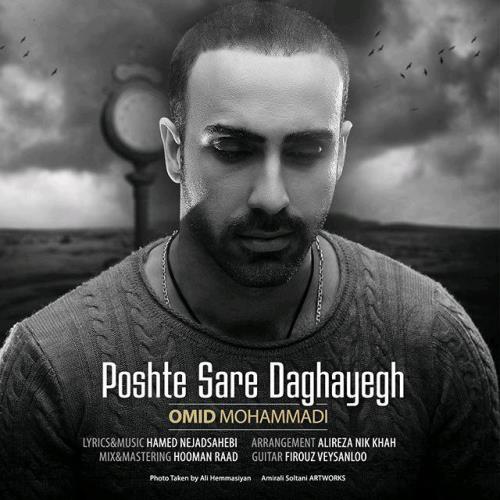 Poshte Sare Daghayegh
OMID MOHAMMADI
LYRICS&MUSIC HAMED NEJADSAHEBI ARRANGEMENT ALIREZA NIK KHAH
MIX&MASTERING HOOMAN RAAD GUITAR FIROUZ VEYSANLOO
Photo Taken by Ali Hemmasiyan Amirali Soltani ARTWORKS